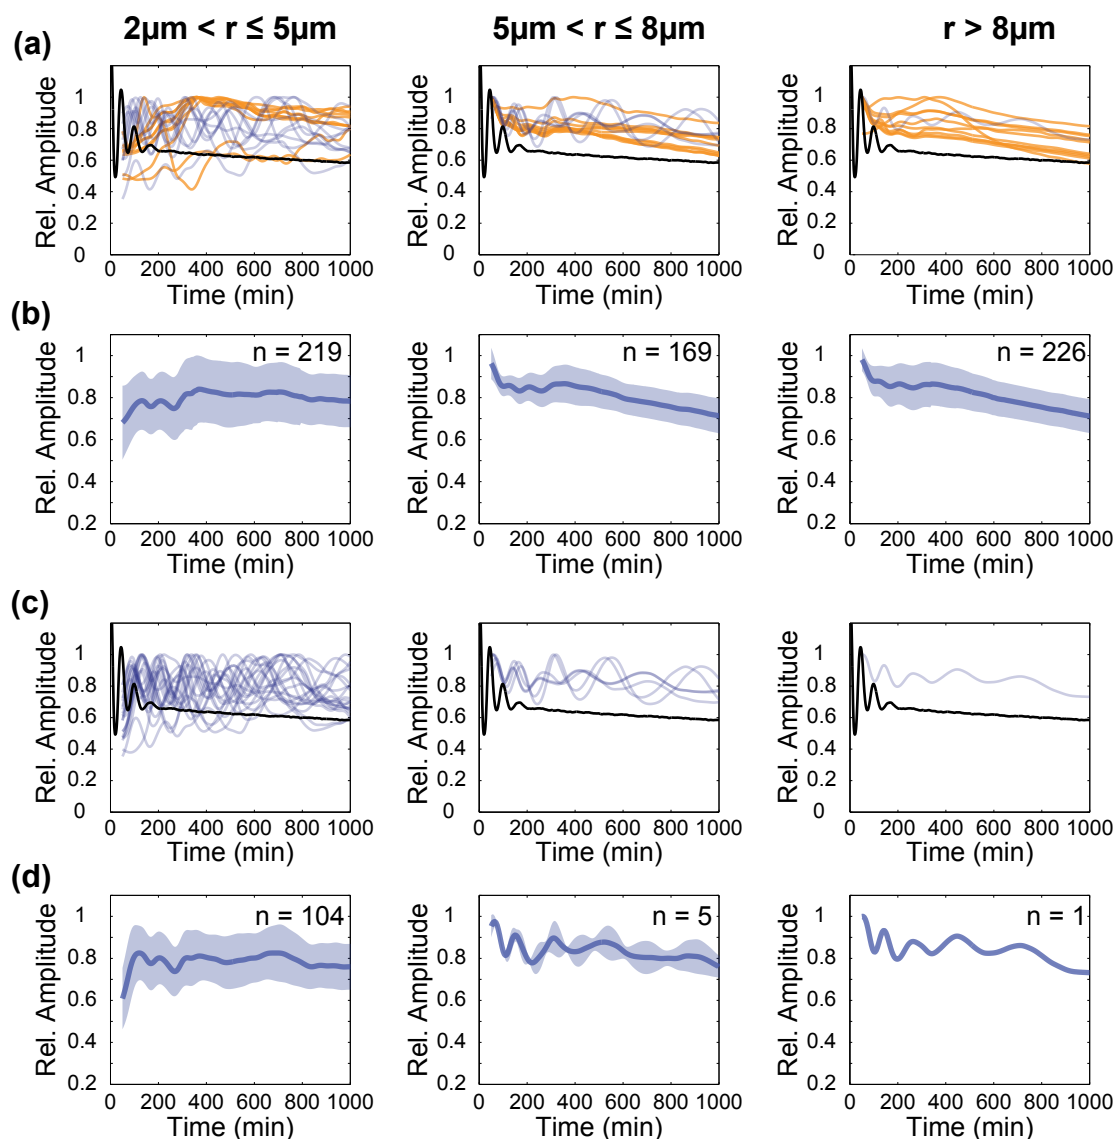 2µm < r ≤ 5µm 5µm < r ≤ 8µm r > 8µm
(a)
Rel. Amplitude Rel. Amplitude Rel. Amplitude
1 1 1
0.8 0.8 0.8
0.6 0.6 0.6
0.4 0.4 0.4
0.2 0.2 0.2
0 0 0
0 200 400 600 800 1000 0 200 400 600 800 1000 0 200 400 600 800 1000
Time (min) Time (min) Time (min)
(b)
n = 219 n = 169 n = 226
Rel. Amplitude Rel. Amplitude Rel. Amplitude
1 1 1
0.8 0.8 0.8
0.6 0.6 0.6
0.4 0.4 0.4
0.2 0.2 0.2
0 200 400 600 800 1000 0 200 400 600 800 1000 0 200 400 600 800 1000
Time (min) Time (min) Time (min)
(c)
Rel. Amplitude Rel. Amplitude Rel. Amplitude
1 1 1
0.8 0.8 0.8
0.6 0.6 0.6
0.4 0.4 0.4
0.2 0.2 0.2
0 0 0
0 200 400 600 800 1000 0 200 400 600 800 1000 0 200 400 600 800 1000
Time (min) Time (min) Time (min)
(d)
n = 104 n = 5 n = 1
Rel. Amplitude Rel. Amplitude Rel. Amplitude
1 1 1
0.8 0.8 0.8
0.6 0.6 0.6
0.4 0.4 0.4
0.2 0.2 0.2
0 200 400 600 800 1000 0 200 400 600 800 1000 0 200 400 600 800 1000
Time (min) Time (min) Time (min)